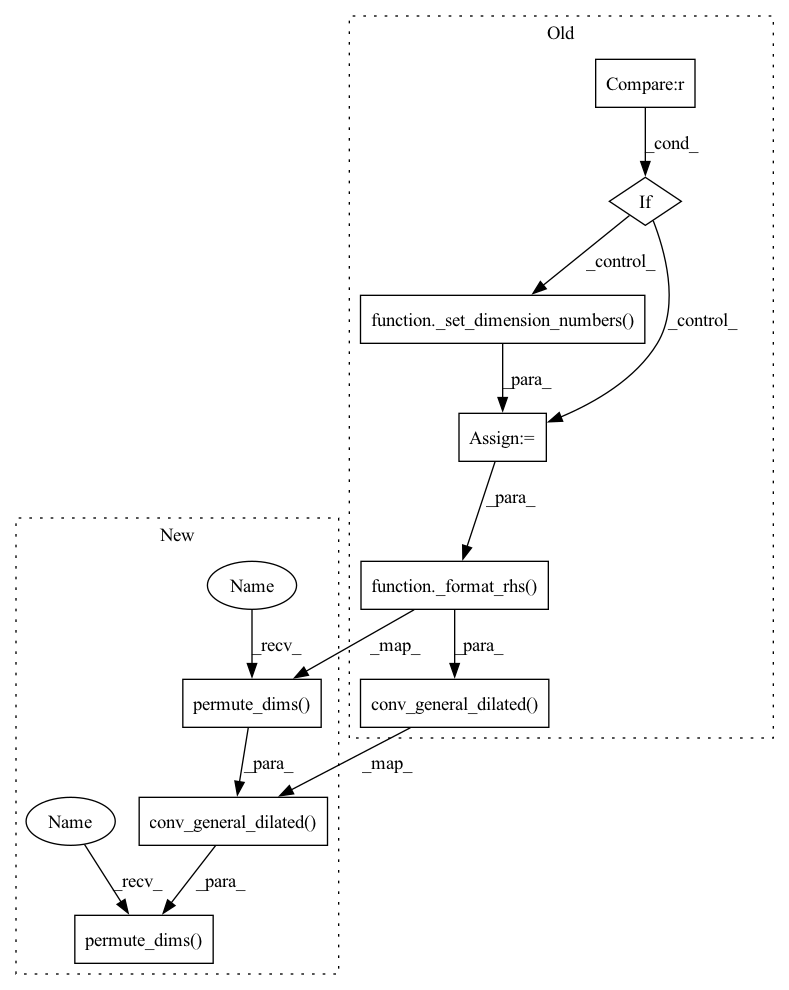 Old
Compare:r
_cond_
If
_control_
function._set_dimension_numbers()
_control_
_para_
Assign:=
_para_
New
Name
function._format_rhs()
_recv_
_map_
_para_
permute_dims()
conv_general_dilated()
_para_
_map_
Name
conv_general_dilated()
_recv_
_para_
permute_dims()